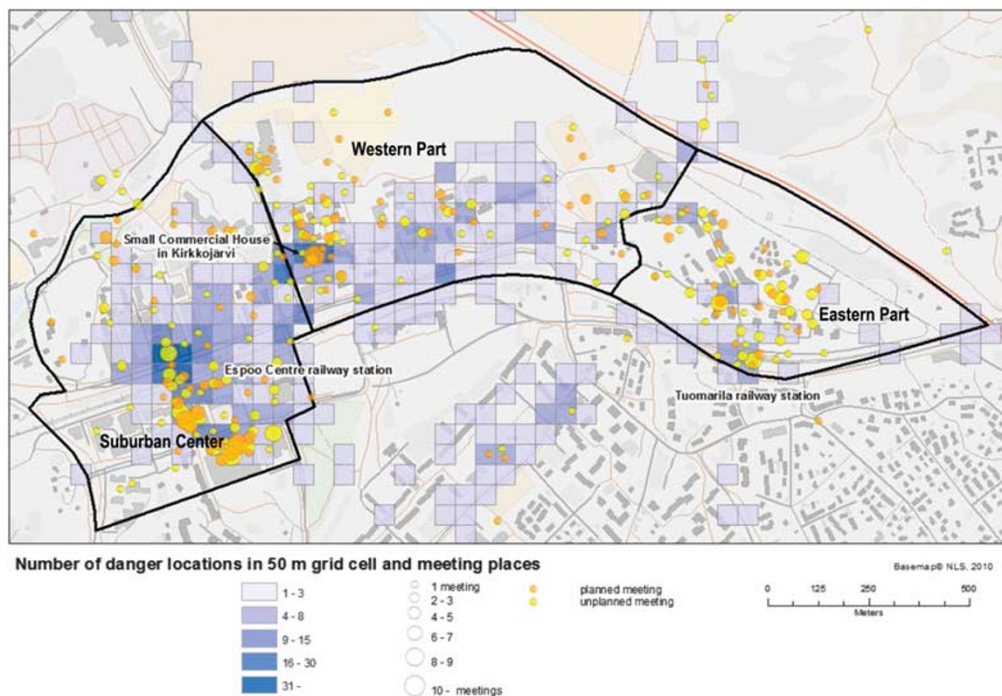 Western Part
Small Commercial House
in Kirkkojärvi
Eastern Part
Espoo Centre railway station
Tuomarila railway station
Suburban Center
Number of danger locations in 50 m grid cell and meeting places
Basemap© NLS, 2010
1 - 3
4 - 8
9 - 15
16 - 30
31 -
1 meeting
2 - 3
4 - 5
6 - 7
8 - 9
10 - meetings
planned meeting
unplanned meeting
0 125 250 500
Meters